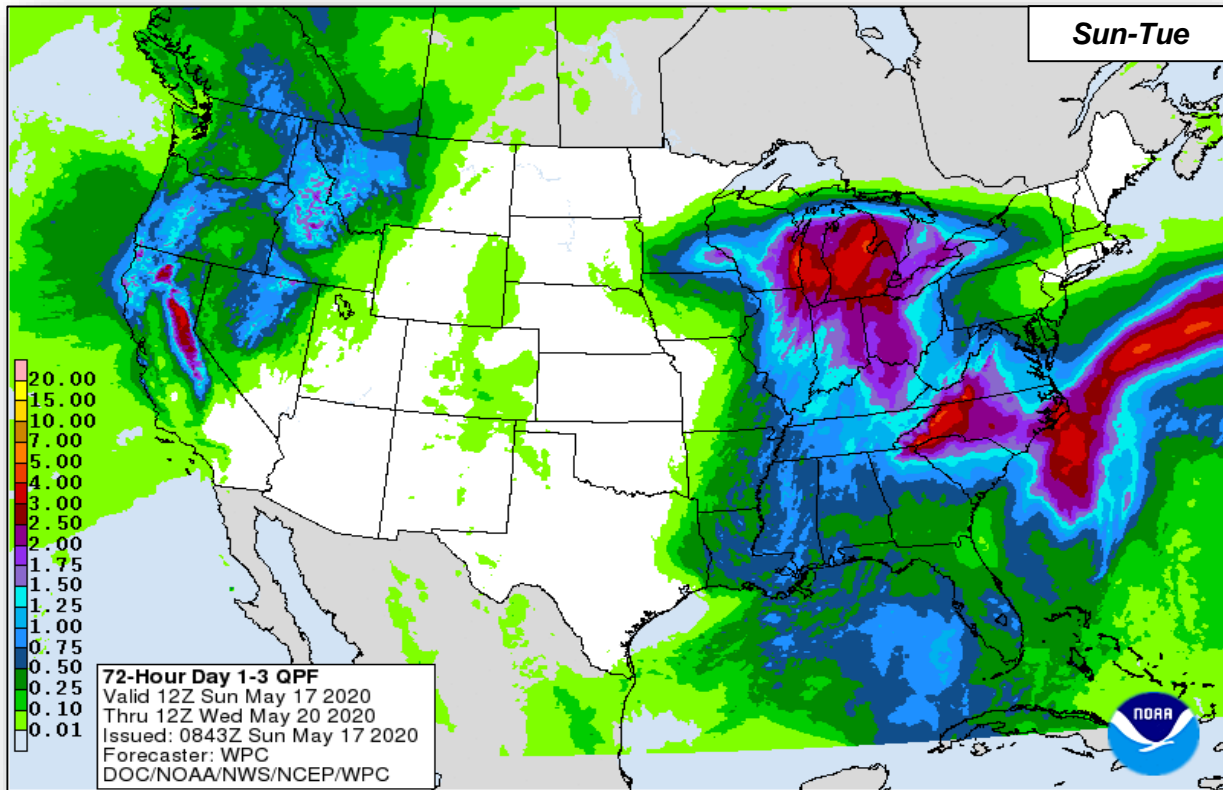 Sun-Tue
20.00
15.00
10.00
7.00
5.00
4.00
3.00
2.50
2.00
1.75
1.50
1.25
1.00
0.75
0.50
0.25
0.10
0.01
72-Hour Day 1-3 QPF
Valid 12Z Sun May 17 2020
Thru 12Z Wed May 20 2020
Issued: 0843Z Sun May 17 2020
Forecaster: WPC
DOC/NOAA/NWS/NCEP/WPC
NOAA